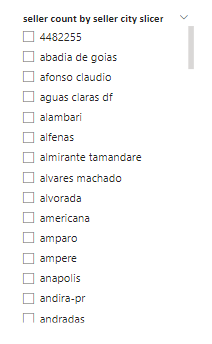 seller count by seller city slicer
4482255
abadia de goias
afonso claudio
aguas claras df
alambari
alfenas
almirante tamandare
alvares machado
alvorada
americana
amparo
ampere
anapolis
andira-pr
andradas